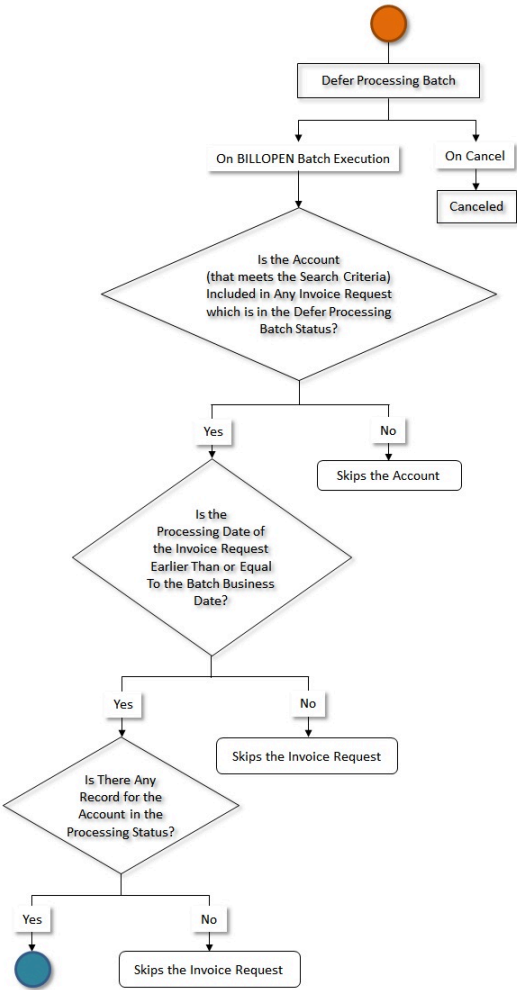 Defer Processing Batch
On BILLOPEN Batch Execution
On Cancel
Canceled
Is the Account
(that meets the Search Criteria)
Included in Any Invoice Request
which is in the Defer Processing
Batch Status?
Yes
No
Skips the Account
Is the
Processing Date of
the Invoice Request
Earlier Than or Equal
To the Batch Business
Date?
Yes
No
Skips the Invoice Request
Is There Any
Record for the
Account in the
Processing Status?
Yes
No
Skips the Invoice Request